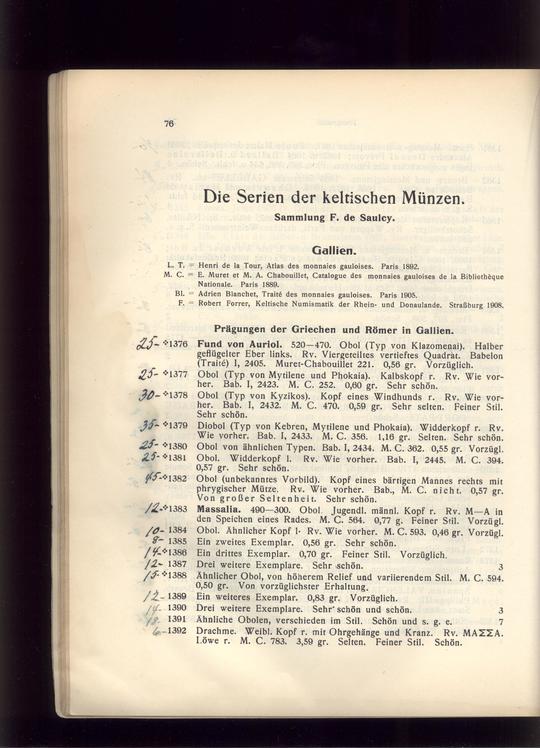 76
Die Serien der keltischen Münzen.
Sammlung F. de Saulcy.
Gallien.
L. T. = Henri de la Tour, Atlas des monnaies gauloises. Paris 1892.
M. C. = E. Muret et M. A. Chabouillet, Catalogue des monnaies gauloises de la Bibliothèque
Nationale. Paris 1889.
Bl. = Adrien Blanchet, Traité des monnaies gauloises. Paris 1905.
F. = Robert Forrer, Keltische Numismatik der Rhein- und Donaulande. Straßburg 1908.
Prägungen der Griechen und Römer in Gallien.
25- *1376 Fund von Auriol. 520—470. Obol (Typ von Klazomenai). Halber
geflügelter Eber links. Rv. Viergeteiltes vertieftes Quadrat. Babelon
(Traité) I, 2405. Muret-Chabouillet 221. 0,56 gr. Vorzüglich.
25- *1377 Obol (Typ von Mytilene und Phokaia). Kalbskopf r. Rv. Wie vor-
her. Bab. I, 2423. M. C. 252. 0,60 gr. Sehr schön.
30- *1378 Obol (Typ von Kyzikos). Kopf eines Windhunds r. Rv. Wie vor-
her. Bab. I, 2432. M. C. 470. 0,59 gr. Sehr selten. Feiner Stil.
Sehr schön.
35- *1379 Diobol (Typ von Kebren, Mytilene und Phokaia). Widderkopf r. Rv.
Wie vorher. Bab. I, 2433. M. C. 356. 1,16 gr. Selten. Sehr schön.
25- *1380 Obol von ähnlichen Typen. Bab. I, 2434. M. C. 362. 0,55 gr. Vorzügl.
25- *1381 Obol. Widderkopf l. Rv. Wie vorher. Bab. I, 2445. M. C. 394.
0,57 gr. Sehr schön.
*1382 Obol (unbekanntes Vorbild). Kopf eines bärtigen Mannes rechts mit
phrygischer Mütze. Rv. Wie vorher. Bab., M. C. nicht. 0,57 gr.
Von großer Seltenheit. Sehr schön.
12- *1383 Massalia. 490—300. Obol. Jugendl. männl. Kopf r. Rv. M—A in
den Speichen eines Rades. M. C. 564. 0,77 g. Feiner Stil. Vorzügl.
10- 1384 Obol. Ähnlicher Kopf l. Rv. Wie vorher. M. C. 593. 0,46 gr. Vorzügl.
8- 1385 Ein zweites Exemplar. 0,56 gr. Sehr schön.
14- *1386 Ein drittes Exemplar. 0,70 gr. Feiner Stil. Vorzüglich.
12- 1387 Drei weitere Exemplare. Sehr schön. 3
15- *1388 Ähnlicher Obol, von höherem Relief und variierendem Stil. M. C. 594.
0,50 gr. Von vorzüglichster Erhaltung.
12- 1389 Ein weiteres Exemplar. 0,83 gr. Vorzüglich.
14- 1390 Drei weitere Exemplare. Sehr schön und schön. 3
18- 1391 Ähnliche Obolen, verschieden im Stil. Schön und s. g. e. 7
6- 1392 Drachme. Weibl. Kopf r. mit Ohrgehänge und Kranz. Rv. ΜΑΣΣΑ.
Löwe r. M. C. 783. 3,59 gr. Selten. Feiner Stil. Schön.